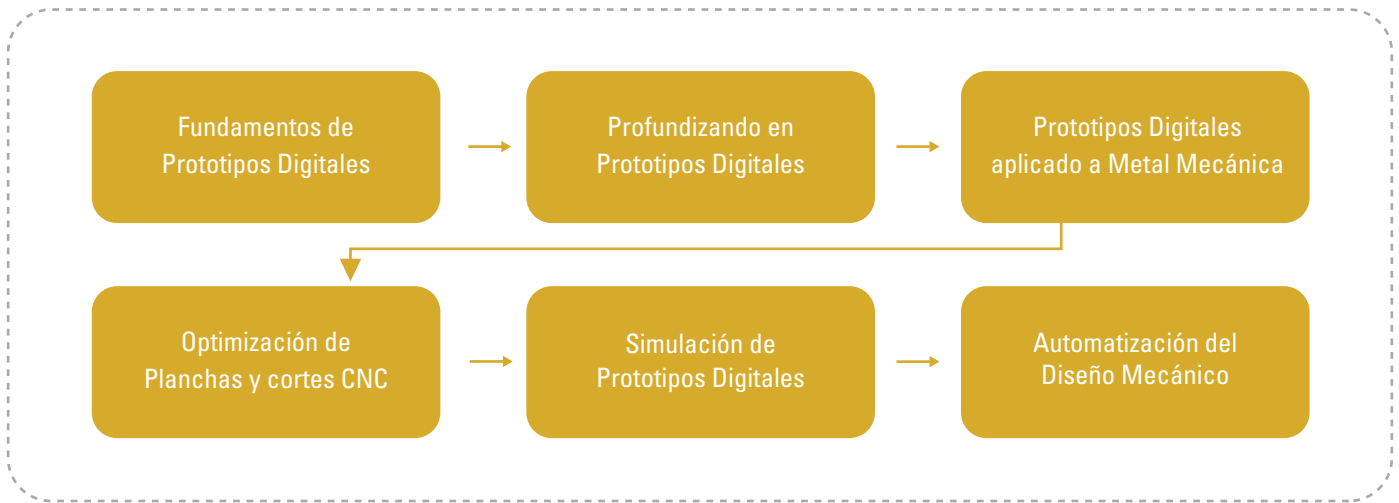 Fundamentos de
Prototipos Digitales
Profundizando en
Prototipos Digitales
Prototipos Digitales
aplicado a Metal Mecánica
Optimización de
Planchas y cortes CNC
Simulación de
Prototipos Digitales
Automatización del
Diseño Mecánico